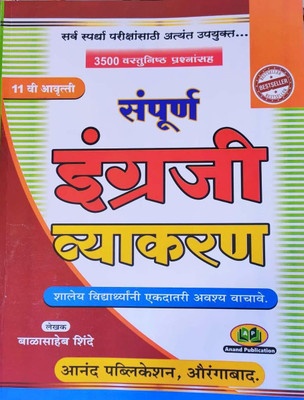 सर्व स्पर्धा परीक्षांसाठी अत्यंत उपयुक्त...
3500 वस्तुनिष्ठ प्रश्नांसह
11 वी आवृत्ती
BESTSELLER
संपूर्ण
इंग्रजी
व्याकरण
शालेय विद्यार्थ्यांनी एकदातरी अवश्य वाचावे.
लेखक
बाळासाहेब शिंदे
Anand Publication
आनंद पब्लिकेशन, औरंगाबाद.